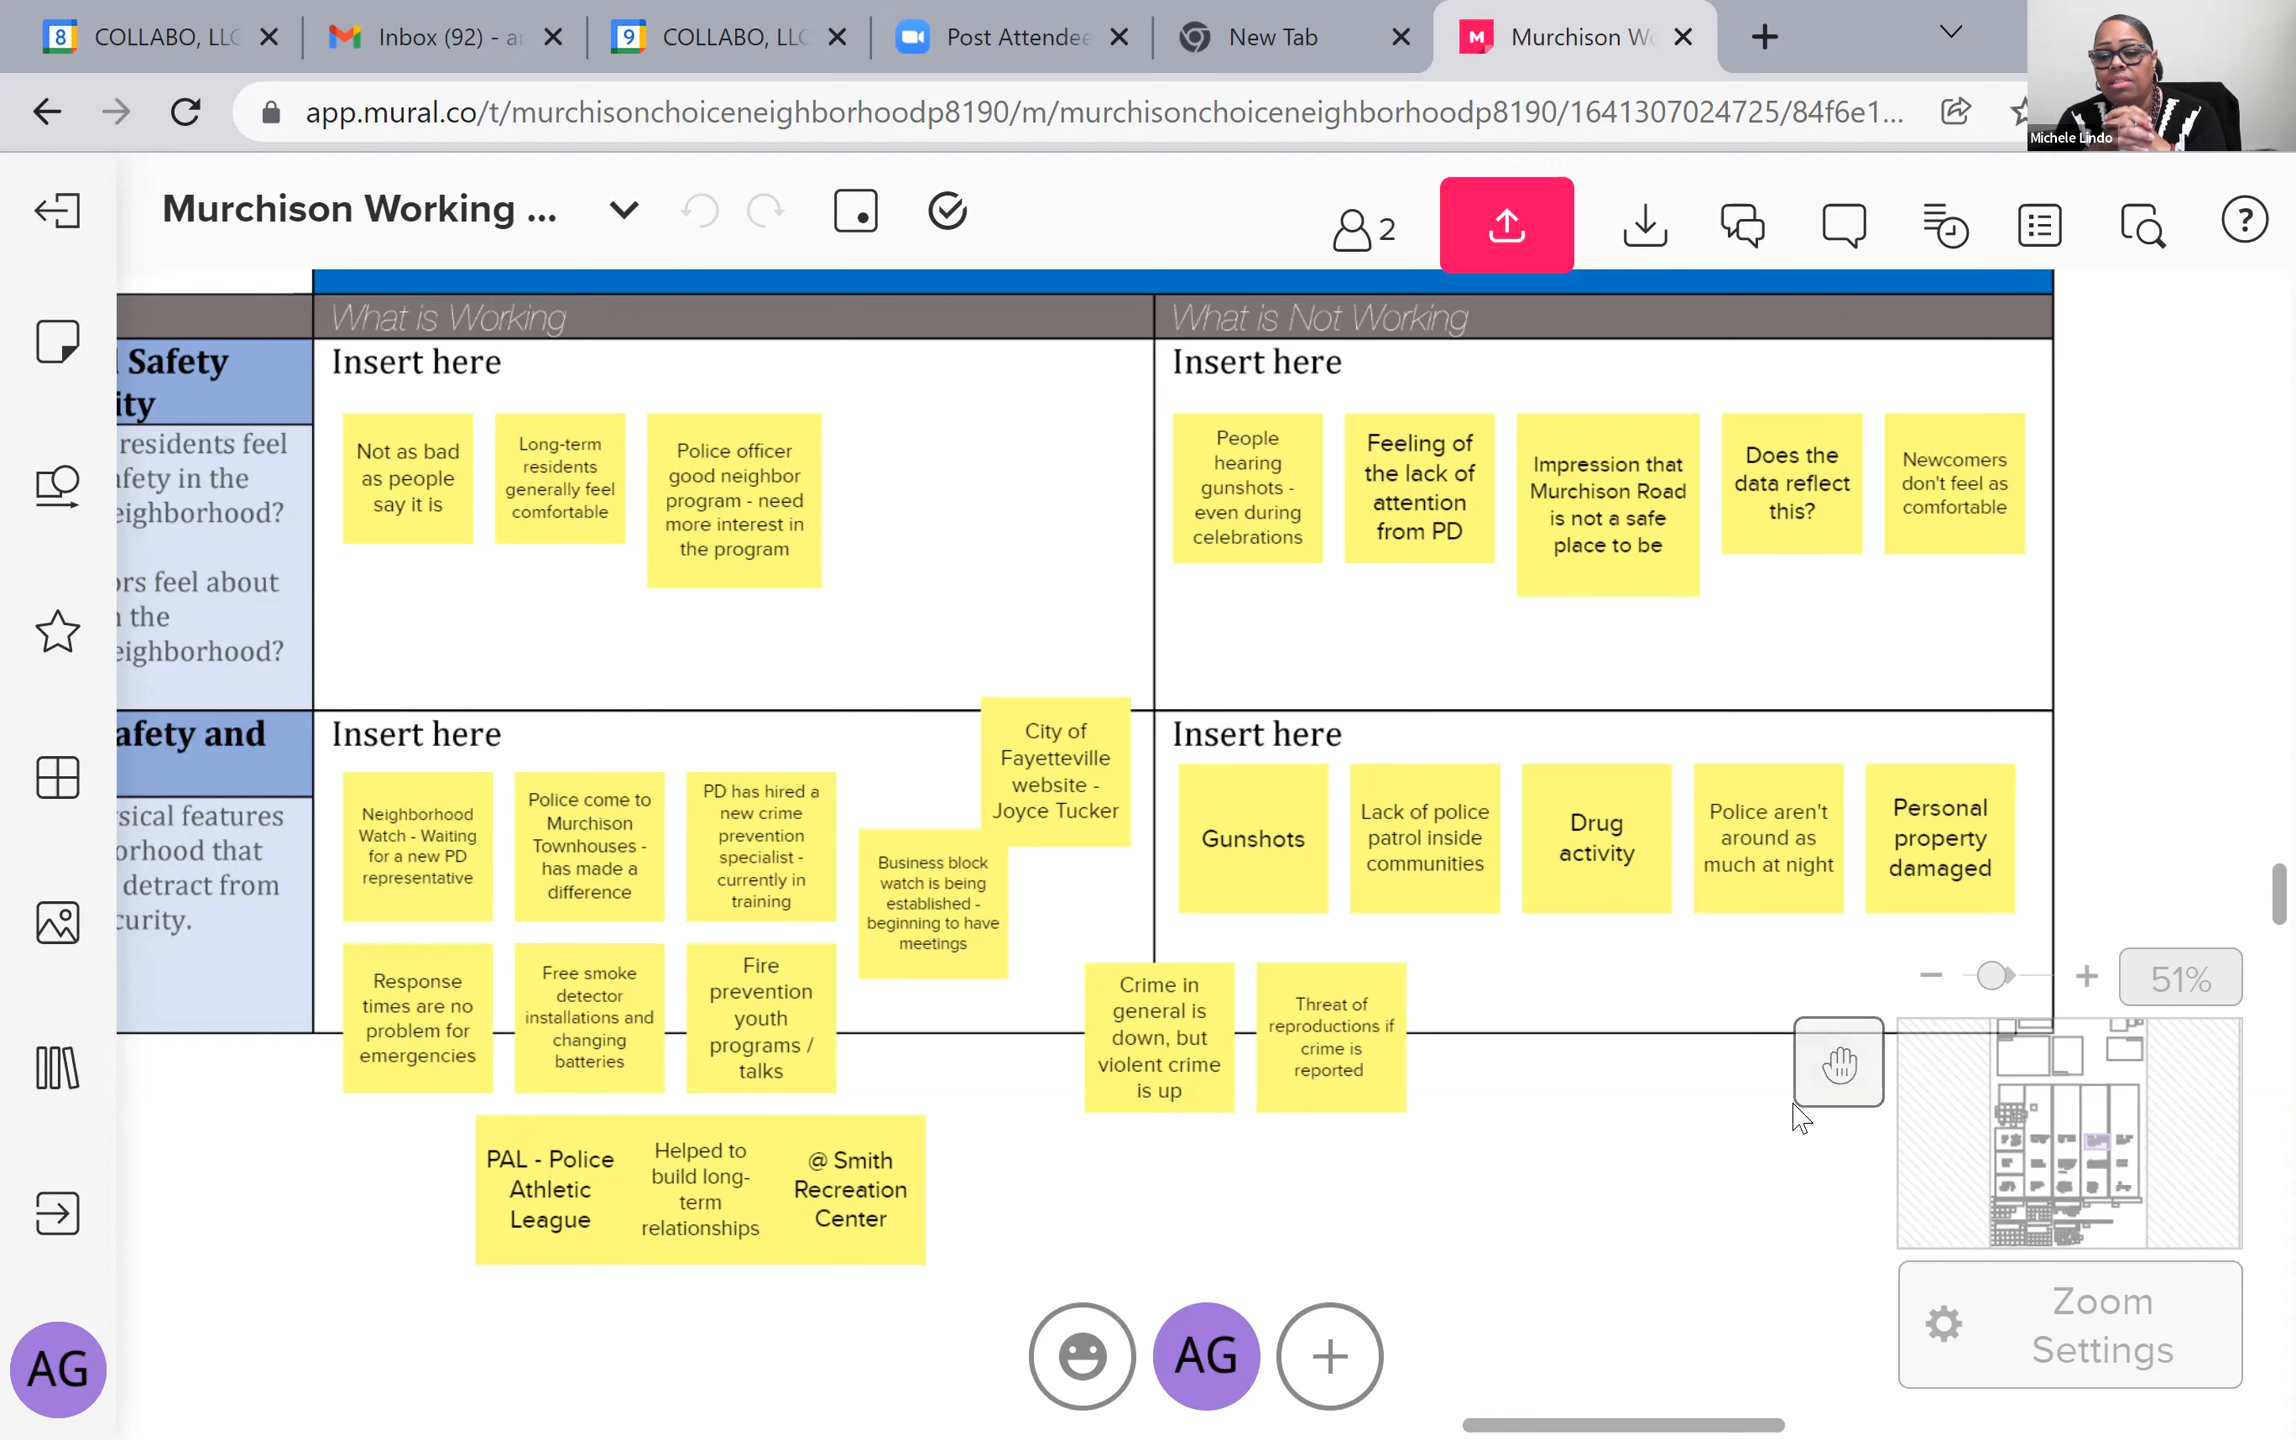 8 COLLABO, LLC
Inbox (92) - a
9 COLLABO, LLC
Post Attendee
New Tab
M Murchison Wo
app.mural.co/t/murchisonchoiceneighborhoodp8190/m/murchisonchoiceneighborhoodp8190/1641307024725/84f6e1...
Michele Lindo
Murchison Working ...
2
?
What is Working
What is Not Working
Safety
ity
residents feel
afety in the
eighborhood?
ors feel about
n the
eighborhood?
Insert here
Not as bad
as people
say it is
Long-term
residents
generally feel
comfortable
Police officer
good neighbor
program - need
more interest in
the program
Insert here
People
hearing
gunshots -
even during
celebrations
Feeling of
the lack of
attention
from PD
Impression that
Murchison Road
is not a safe
place to be
Does the
data reflect
this?
Newcomers
don't feel as
comfortable
afety and
sical features
orhood that
detract from
curity.
Insert here
Neighborhood
Watch - Waiting
for a new PD
representative
Police come to
Murchison
Townhouses -
has made a
difference
PD has hired a
new crime
prevention
specialist -
currently in
training
Business block
watch is being
established -
beginning to have
meetings
City of
Fayetteville
website -
Joyce Tucker
Response
times are no
problem for
emergencies
Free smoke
detector
installations and
changing
batteries
Fire
prevention
youth
programs /
talks
PAL - Police
Athletic
League
Helped to
build long-
term
relationships
@ Smith
Recreation
Center
Insert here
Gunshots
Lack of police
patrol inside
communities
Drug
activity
Police aren't
around as
much at night
Personal
property
damaged
Crime in
general is
down, but
violent crime
is up
Threat of
reproductions if
crime is
reported
51%
Zoom
Settings
AG
AG